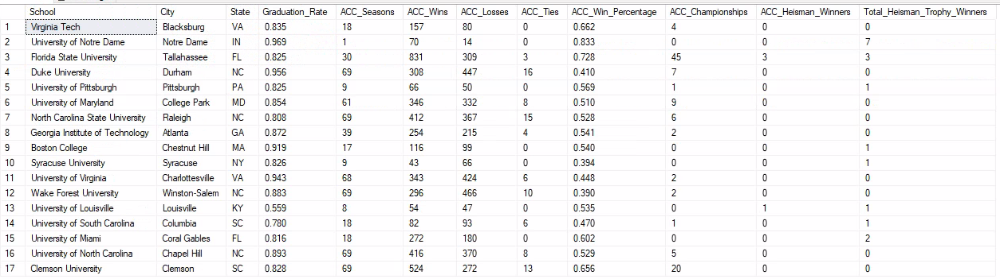 School City State Graduation_Rate ACC_Seasons ACC_Wins ACC_Losses ACC_Ties ACC_Win_Percentage ACC_Championships ACC_Heisman_Winners Total_Heisman_Trophy_Winners
1 Virginia Tech Blacksburg VA 0.835 18 157 80 0 0.662 4 0 0
2 University of Notre Dame Notre Dame IN 0.969 1 70 14 0 0.833 0 0 7
3 Florida State University Tallahassee FL 0.825 30 831 309 3 0.728 45 3 3
4 Duke University Durham NC 0.956 69 308 447 16 0.410 7 0 0
5 University of Pittsburgh Pittsburgh PA 0.825 9 66 50 0 0.569 1 0 1
6 University of Maryland College Park MD 0.854 61 346 332 8 0.510 9 0 0
7 North Carolina State University Raleigh NC 0.808 69 412 367 15 0.528 6 0 0
8 Georgia Institute of Technology Atlanta GA 0.872 39 254 215 4 0.541 2 0 0
9 Boston College Chestnut Hill MA 0.919 17 116 99 0 0.540 0 0 1
10 Syracuse University Syracuse NY 0.826 9 43 66 0 0.394 0 0 1
11 University of Virginia Charlottesville VA 0.943 68 343 424 6 0.448 2 0 0
12 Wake Forest University Winston-Salem NC 0.883 69 296 466 10 0.390 2 0 0
13 University of Louisville Louisville KY 0.559 8 54 47 0 0.535 0 1 1
14 University of South Carolina Columbia SC 0.780 18 82 93 6 0.470 1 0 1
15 University of Miami Coral Gables FL 0.816 18 272 180 0 0.602 0 0 2
16 University of North Carolina Chapel Hill NC 0.893 69 416 370 8 0.529 5 0 0
17 Clemson University Clemson SC 0.828 69 524 272 13 0.656 20 0 0